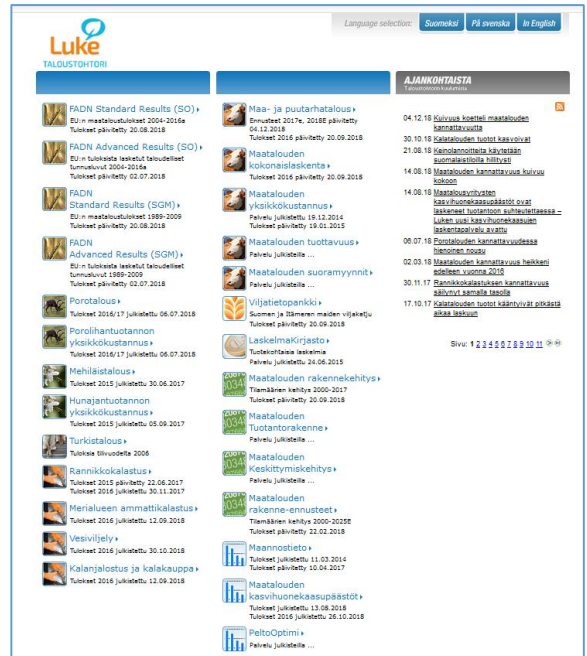 Language selection: Suomeksi På svenska In English
Luke
TALOUSTOHTORI
FADN Standard Results (SO)
EU:n maataloustulokset 2004-2016e
Tulokset päivitetty 20.08.2018
FADN Advanced Results (SO)
EU:n tuloksista lasketut taloudelliset
tunnusluvut 2004-2016e
Tulokset päivitetty 02.07.2018
FADN
Standard Results (SGM)
EU:n maataloustulokset 1989-2009
Tulokset päivitetty 20.08.2018
FADN
Advanced Results (SGM)
EU:n tuloksista lasketut taloudelliset
tunnusluvut 1989-2009
Tulokset päivitetty 02.07.2018
Porotalous
Tulokset 2016/17 julkistettu 06.07.2018
Porolihantuotannon
yksikkökustannus
Tulokset 2016/17 julkistettu 06.07.2018
Mehiläistalous
Tulokset 2015 julkistettu 30.06.2017
Hunajantuotannon
yksikkökustannus
Tulokset 2015 julkistettu 05.09.2017
Turkistalous
Tuloksia tilivuodelta 2006
Rannikkokalastus
Tulokset 2015 päivitetty 22.06.2017
Tulokset 2016 julkistettu 30.11.2017
Merialueen ammattikalastus
Tulokset 2016 julkistettu 12.09.2018
Vesiviljely
Tulokset 2016 julkistettu 30.10.2018
Kalanjalostus ja kalakauppa
Tulokset 2016 julkistettu 12.09.2018
Maa- ja puutarhatalous
Ennusteet 2017e, 2018E päivitetty
04.12.2018
Tulokset 2016 päivitetty 20.09.2018
Maatalouden
kokonaislaskenta
Tulokset 2016 päivitetty 20.09.2018
Maatalouden
yksikkökustannus
Palvelu julkistettu 19.12.2014
Tulokset päivitetty 19.01.2015
Maatalouden tuottavuus
Palvelu julkisteilla ...
Maatalouden suoramyynnit
Palvelu julkisteilla ...
Viljatietopankki
Suomen ja Itämeren maiden viljaketju
Tulokset päivitetty 20.09.2018
LaskelmaKirjasto
Tuotekohtaisia laskelmia
Palvelu julkistettu 24.06.2015
Maatalouden rakennekehitys
Tilamäärien kehitys 2000-2017
Tulokset päivitetty 20.09.2018
Maatalouden
Tuotantorakenne
Palvelu julkisteilla ...
Maatalouden
Keskittymiskehitys
Palvelu julkisteilla ...
Maatalouden
rakenne-ennusteet
Tilamäärien kehitys 2000-2025E
Tulokset päivitetty 22.02.2018
Maannostieto
Tulokset julkistettu 11.03.2014
Tulokset päivitetty 10.04.2017
Maatalouden
kasvihuonekaasupäästöt
Tulokset julkistettu 13.08.2018
Tulokset 2016 julkistettu 26.10.2018
PeltoOptimi
Palvelu julkisteilla ...
AJANKOHTAISTA
Taloustohtorin kuulumisia
04.12.18 Kuivuus koetteli maatalouden
kannattavuutta
30.10.18 Kalatalouden tuotot kasvoivat
21.08.18 Keinolannoitteita käytetään
suomalaistiloilla hillitysti
14.08.18 Maatalouden kannattavuus kuivuu
kokoon
14.08.18 Maatalousyritysten
kasvihuonekaasupäästöt ovat
laskeneet tuotantoon suhteutettaessa –
Luken uusi kasvihuonekaasujen
laskentapalvelu avattu
06.07.18 Porotalouden kannattavuudessa
hienoinen nousu
02.03.18 Maatalouden kannattavuus heikkeni
edelleen vuonna 2016
30.11.17 Rannikkokalastuksen kannattavuus
säilynyt samalla tasolla
17.10.17 Kalatalouden tuotot kääntyivät pitkästä
aikaa laskuun
Sivu: 1 2 3 4 5 6 7 8 9 10 11